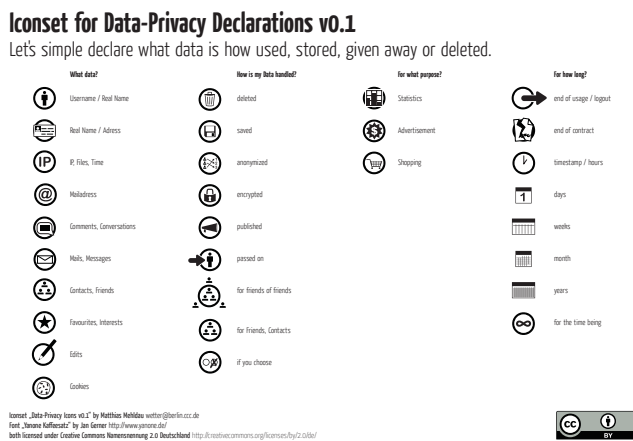 Iconset for Data-Privacy Declarations v0.1
Let's simple declare what data is how used, stored, given away or deleted.
What data?
Username / Real Name
Real Name / Adress
IP
IP, Files, Time
@
Mailadress
Comments, Conversations
Mails, Messages
Contacts, Friends
Favourites, Interests
Edits
Cookies
How is my Data handled?
deleted
saved
anonymized
encrypted
published
passed on
for friends of friends
for Friends, Contacts
if you choose
For what purpose?
Statistics
$
Advertisement
Shopping
For how long?
end of usage / logout
end of contract
timestamp / hours
1
days
weeks
month
years
for the time being
Iconset „Data-Privacy Icons v0.1" by Matthias Mehldau wetter@berlin.ccc.de
Font „Yanone Kaffeesatz" by Jan Gerner http://www.yanone.de/
both licensed under Creative Commons Namensnennung 2.0 Deutschland http://creativecommons.org/licenses/by/2.0/de/
cc
BY